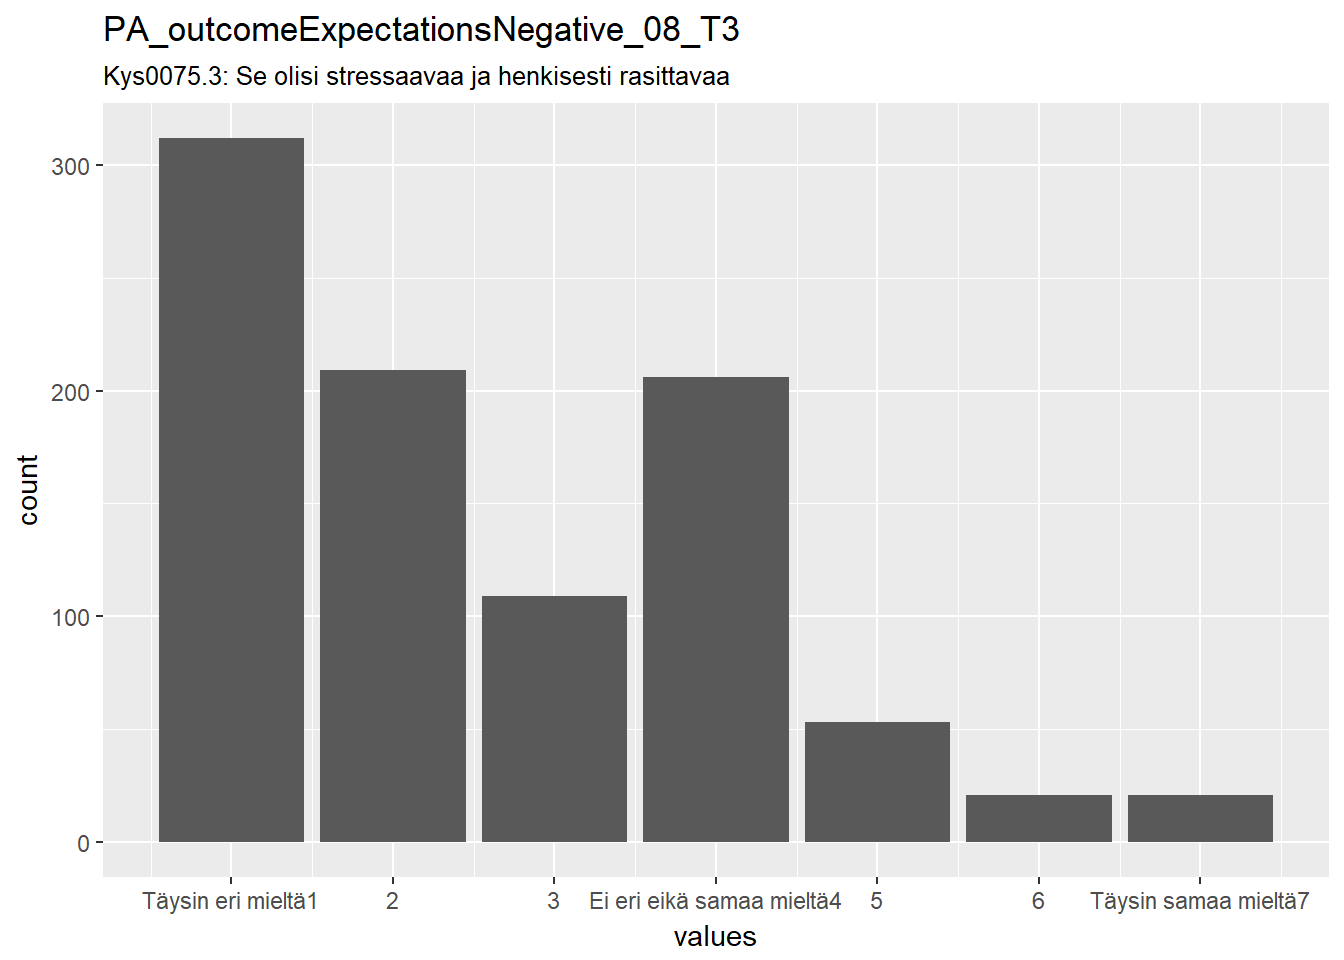 PA_outcomeExpectationsNegative_08_T3
Kys0075.3: Se olisi stressaavaa ja henkisesti rasittavaa
300
200
100
0
count
Täysin eri mieltä1 2 3 Ei eri eikä samaa mieltä4 5 6 Täysin samaa mieltä7
values